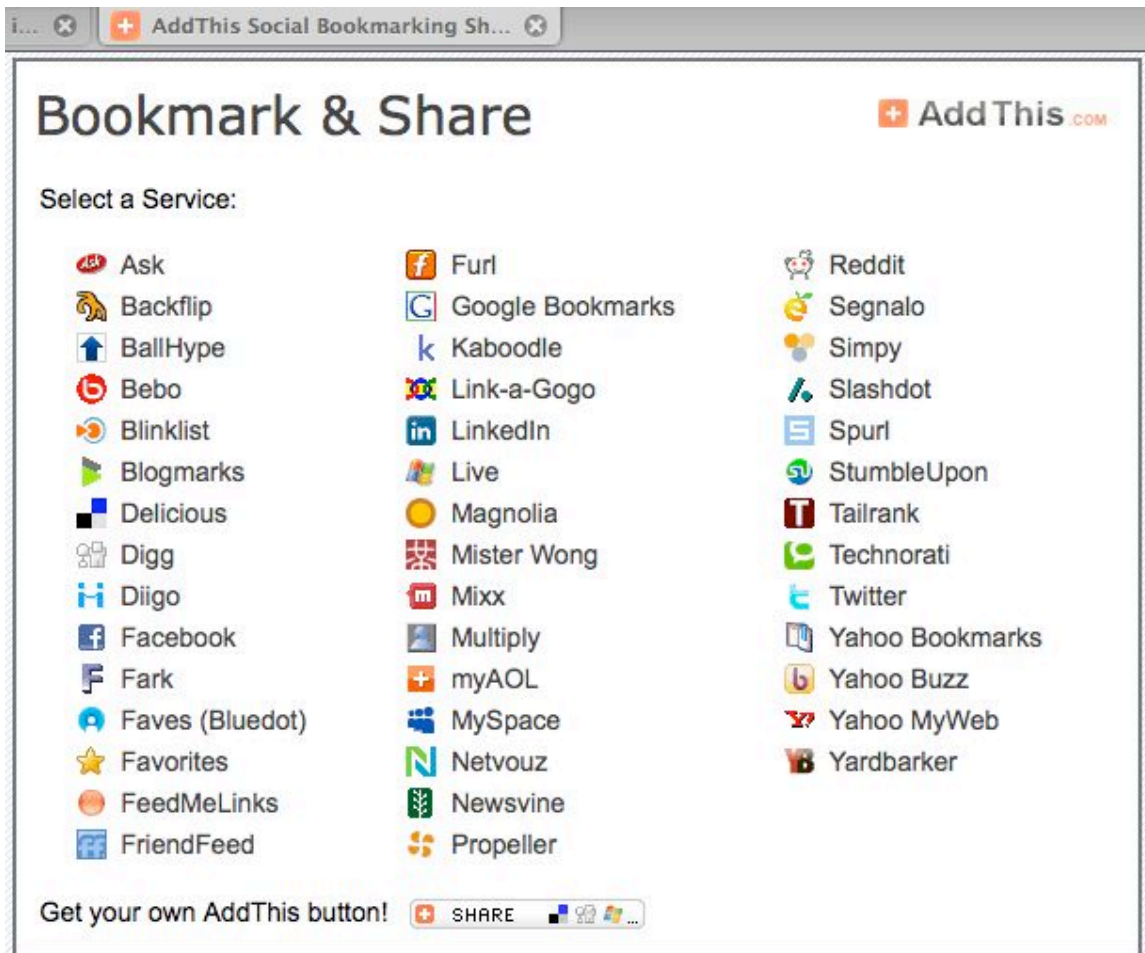 i...
AddThis Social Bookmarking Sh...
Bookmark & Share
AddThis.com
Select a Service:
Ask
Backflip
BallHype
Bebo
Blinklist
Blogmarks
Delicious
Digg
Diigo
Facebook
Fark
Faves (Bluedot)
Favorites
FeedMeLinks
FriendFeed
Furl
Google Bookmarks
Kaboodle
Link-a-Gogo
LinkedIn
Live
Magnolia
Mister Wong
Mixx
Multiply
myAOL
MySpace
Netvouz
Newsvine
Propeller
Reddit
Segnalo
Simpy
Slashdot
Spurl
StumbleUpon
Tailrank
Technorati
Twitter
Yahoo Bookmarks
Yahoo Buzz
Yahoo MyWeb
Yardbarker
Get your own AddThis button! SHARE ...